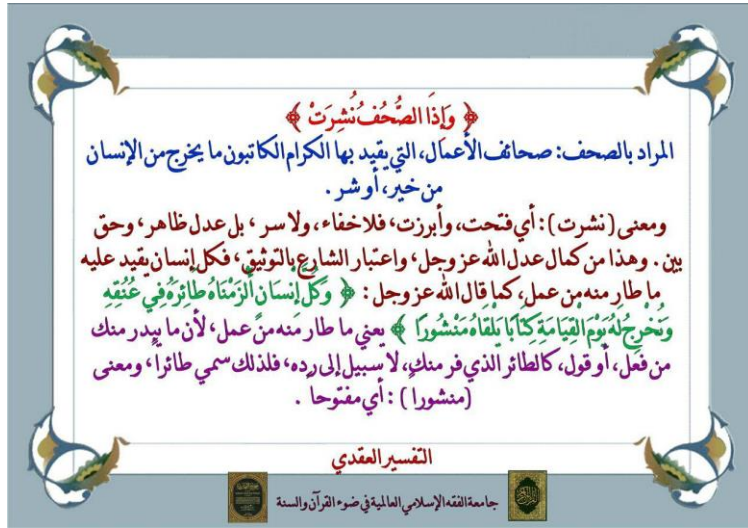 ﴿ وَإِذَا الصُّحُفُ نُشِرَتْ ﴾
المراد بالصحف: صحائف الأعمال، التي يقيد بها الكرام الكاتبون ما يخرج من الإنسان
من خير، أو شر .
ومعنى ( نشرت ) : أي فتحت، وأبرزت، فلا خفاء، ولا سر ، بل عدل ظاهر، وحق
بين . وهذا من كمال عدل الله عز وجل، واعتبار الشارع بالتوثيق، فكل إنسان يقيد عليه
ما طار منه من عمل، كما قال الله عز وجل : ﴿ وَكُلَّ إِنسَانٍ أَلْزَمْنَاهُ طَائِرَهُ فِي عُنُقِهِ
وَنُخْرِجُ لَهُ يَوْمَ الْقِيَامَةِ كِتَابًا يَلْقَاهُ مَنْشُورًا ﴾ يعني ما طار منه من عمل، لأن ما يبدر منك
من فعل، أو قول، كالطائر الذي فر منك، لا سبيل إلى رده، فلذلك سمي طائراً، ومعنى
(منشورا ) : أي مفتوحاً .
التفسير العقدي
جامعة الفقه الإسلامي العالمية في ضوء القرآن والسنة